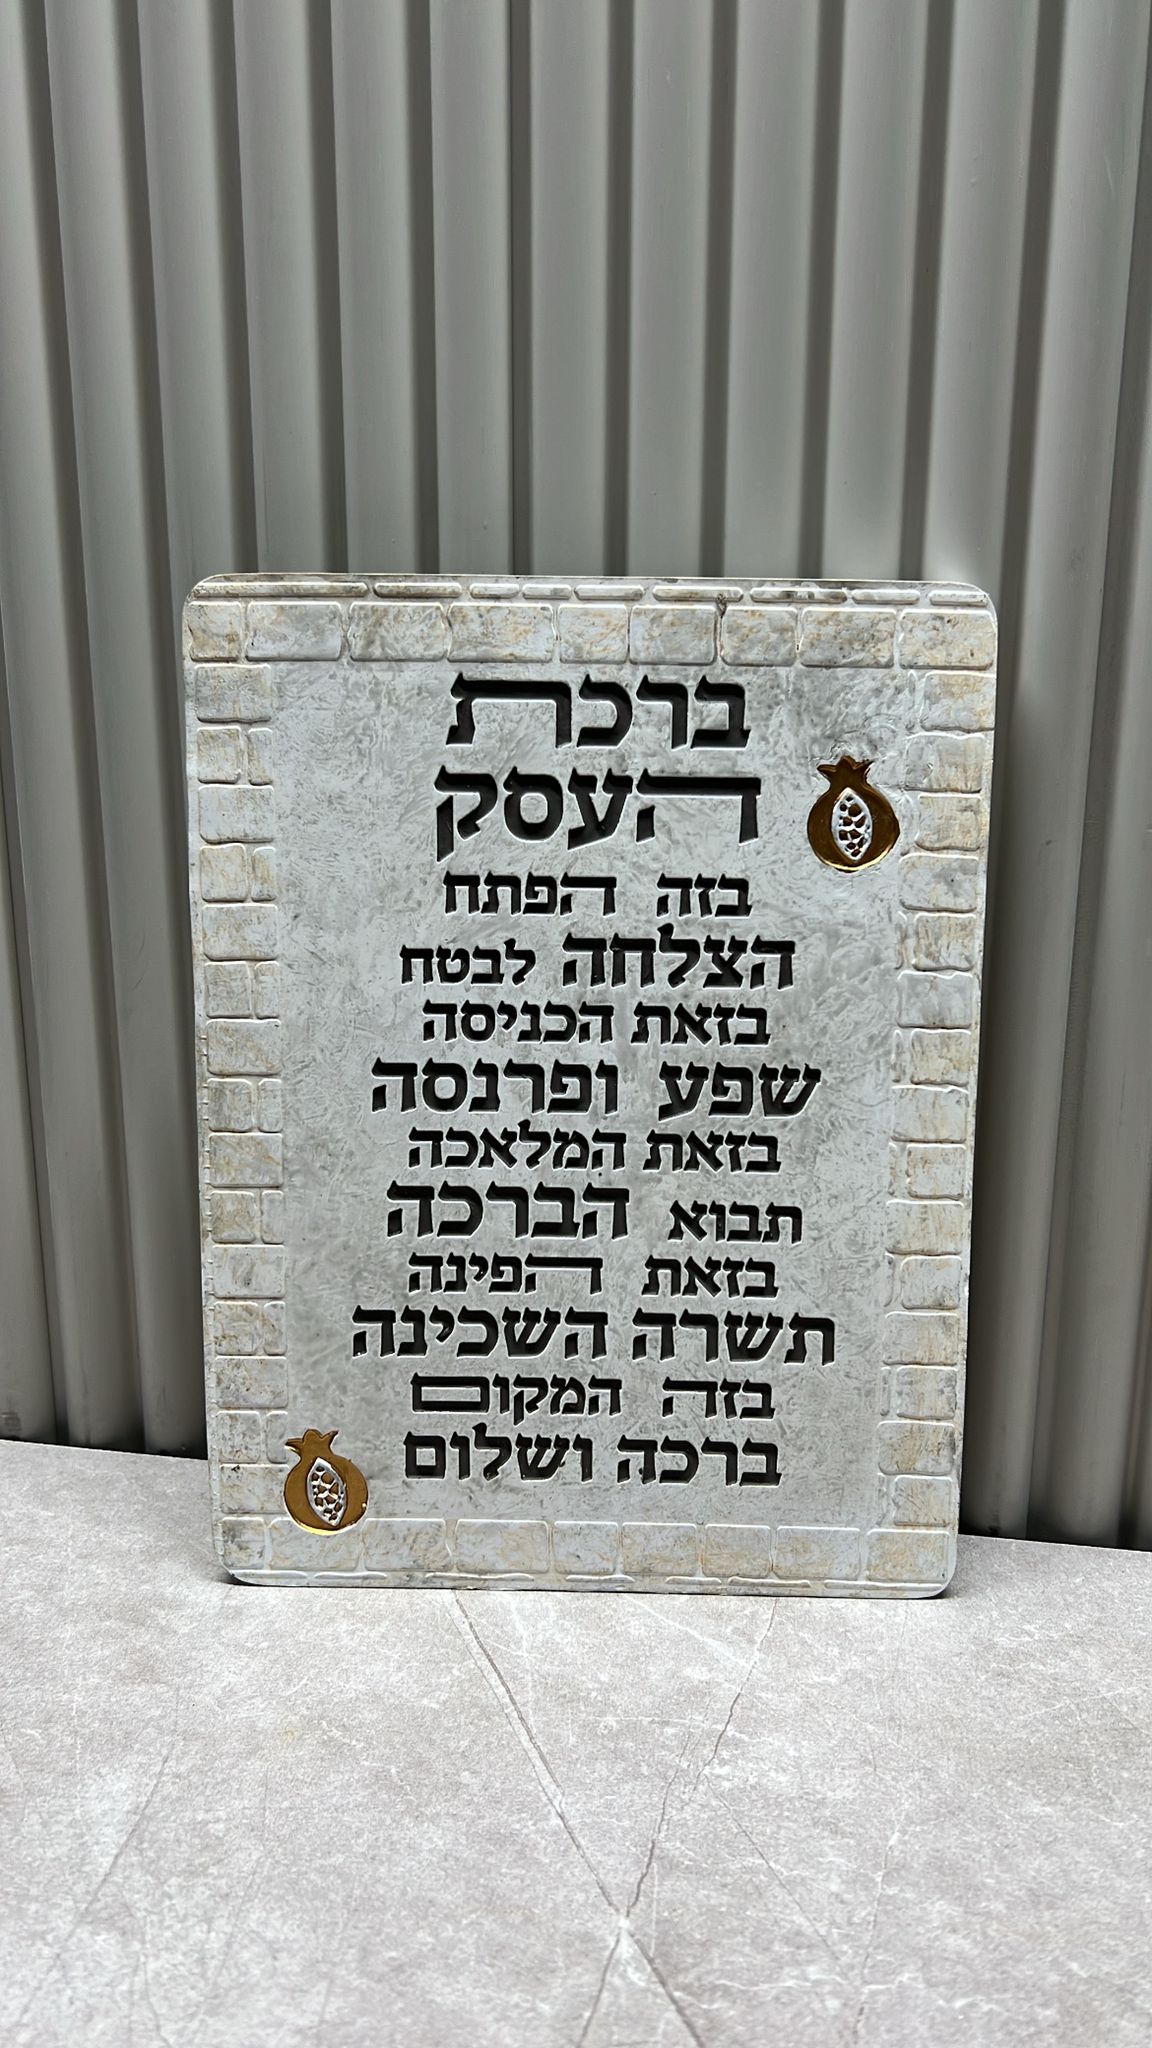 ברכת
העסק
בזה הפתח
הצלחה לבטח
בזאת הכניסה
שפע ופרנסה
בזאת המלאכה
תבוא הברכה
בזאת הפינה
תשרה השכינה
בזה המקום
ברכה ושלום